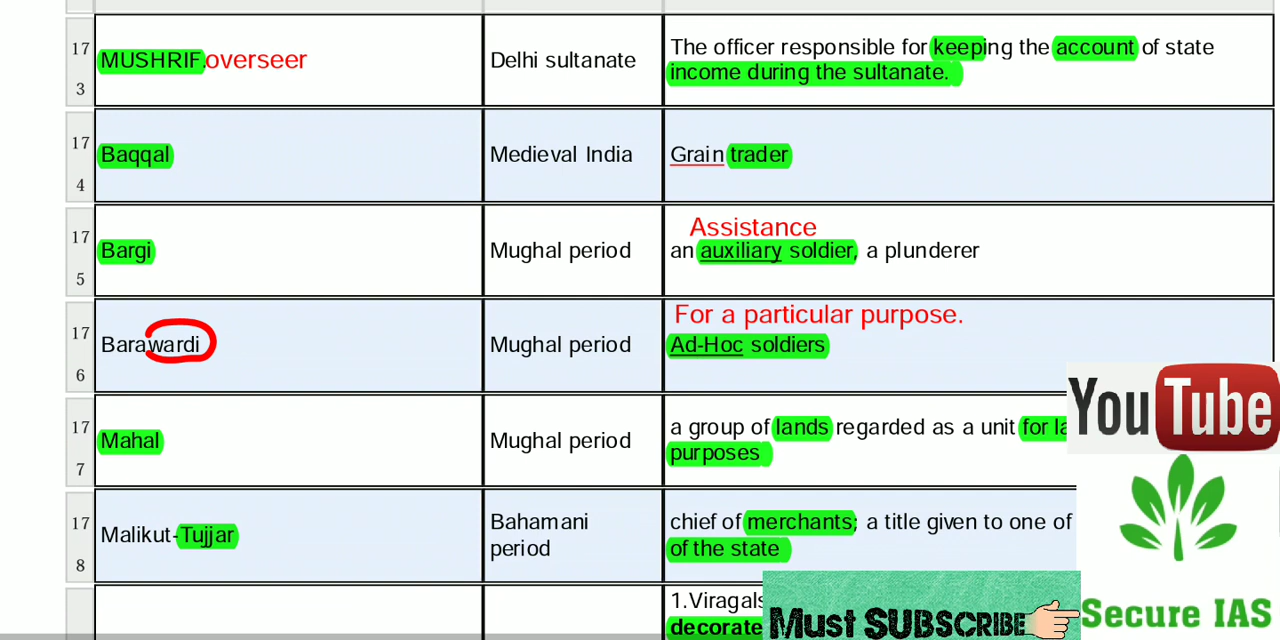 17
3
MUSHRIF.overseer
Delhi sultanate
The officer responsible for keeping the account of state
income during the sultanate.
17
4
Baqqal
Medieval India
Grain trader
17
5
Bargi
Mughal period
Assistance
an auxiliary soldier, a plunderer
17
6
Barawardi
Mughal period
For a particular purpose.
Ad-Hoc soldiers
17
7
Mahal
Mughal period
a group of lands regarded as a unit for
purposes
17
8
Malikut-Tujjar
Bahamani
period
chief of merchants; a title given to one of
of the state
1.Viragals
decorate
YouTube
Must SUBSCRIBE
Secure IAS